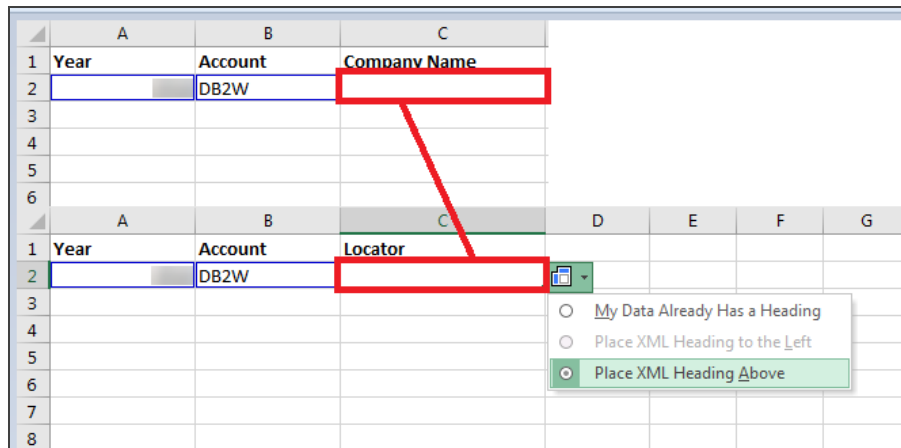 A B C
1 Year Account Company Name
2 DB2W
3
4
5
6
A B C D E F G
1 Year Account Locator
2 DB2W
3 My Data Already Has a Heading
4 Place XML Heading to the Left
5 Place XML Heading Above
6
7
8